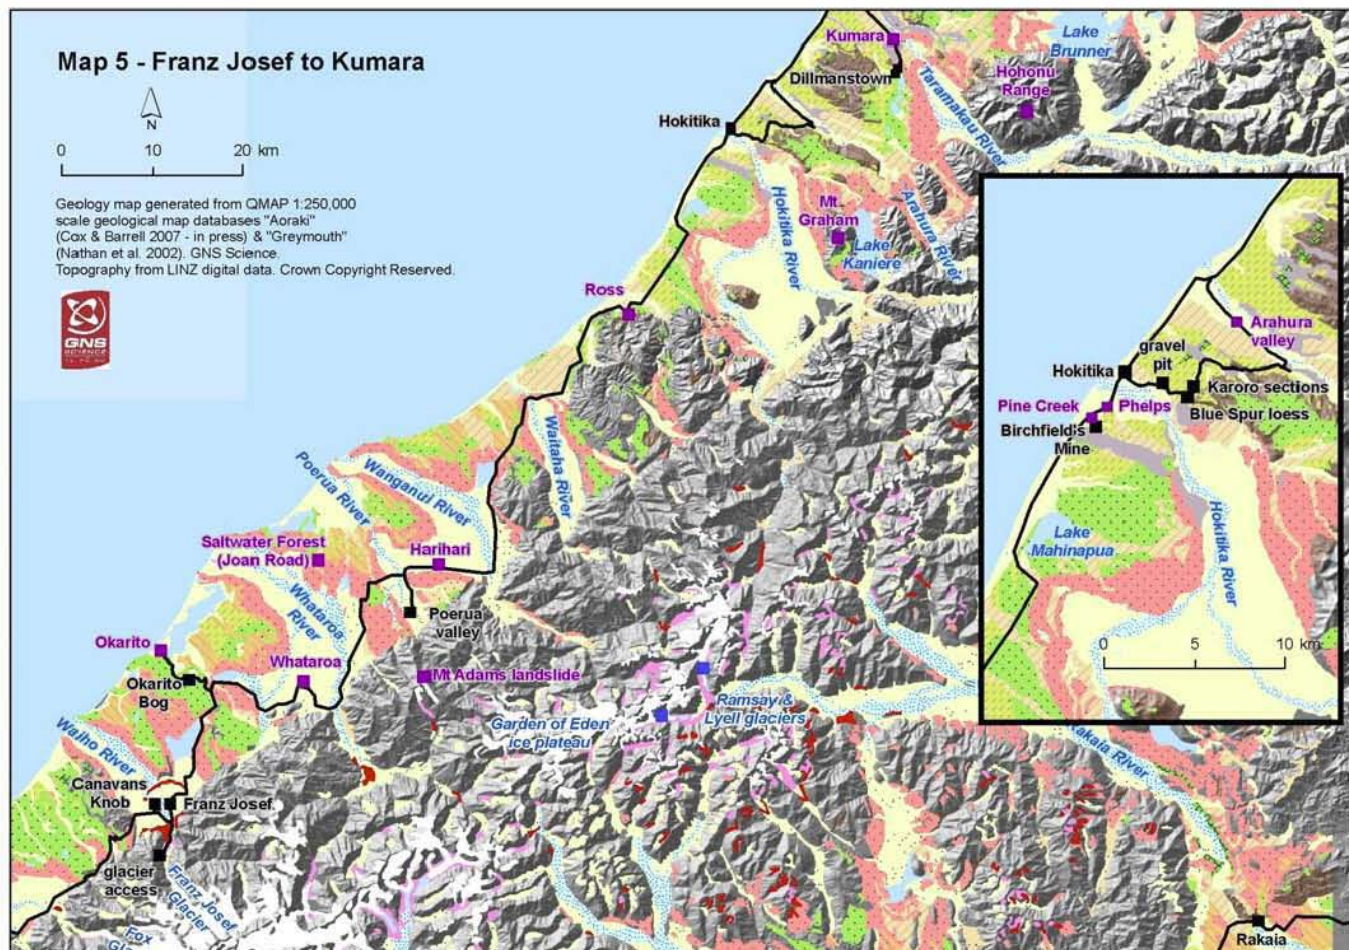 Map 5 - Franz Josef to Kumara
N
0 10 20 km
Geology map generated from QMAP 1:250,000
scale geological map databases "Aoraki"
(Cox & Barrell 2007 - in press) & "Greymouth"
(Nathan et al. 2002). GNS Science.
Topography from LINZ digital data. Crown Copyright Reserved.
GNS
SCIENCE
Kumara
Dillmanstown
Lake
Brunner
Hohonu
Range
Taramakau River
Hokitika
Hokitika River
Mt
Graham
Lake
Kaniere
Arahura River
Ross
Waitaha River
Poerua River
Wanganui River
Saltwater Forest
(Joan Road)
Harihari
Whataroa
River
Poerua
valley
Okarito
Okarito
Bog
Whataroa
Mt Adams landslide
Garden of Eden
ice plateau
Ramsay &
Lyell glaciers
Waiho River
Canavans
Knob
Franz Josef
glacier
access
Franz Josef
Glacier
Fox
Rakaia River
Rakaia
Arahura
valley
gravel
pit
Hokitika
Karoro sections
Blue Spur loess
Pine Creek
Phelps
Birchfield's
Mine
Lake
Mahinapua
Hokitika River
0 5 10 km